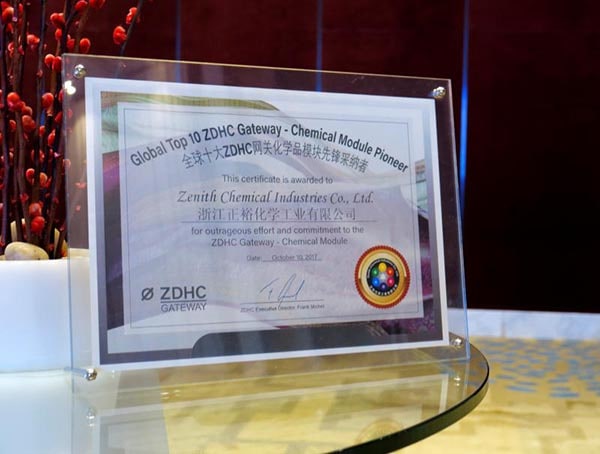 Global Top 10 ZDHC Gateway - Chemical Module Pioneer
全球十大ZDHC网关化学品模块先锋采纳者
This certificate is awarded to
Zenith Chemical Industries Co., Ltd.
浙江正裕化学工业有限公司
for outrageous effort and commitment to the
ZDHC Gateway - Chemical Module
Date: October 10, 2017
ZDHC
GATEWAY
ZDHC Executive Director, Frank Michel